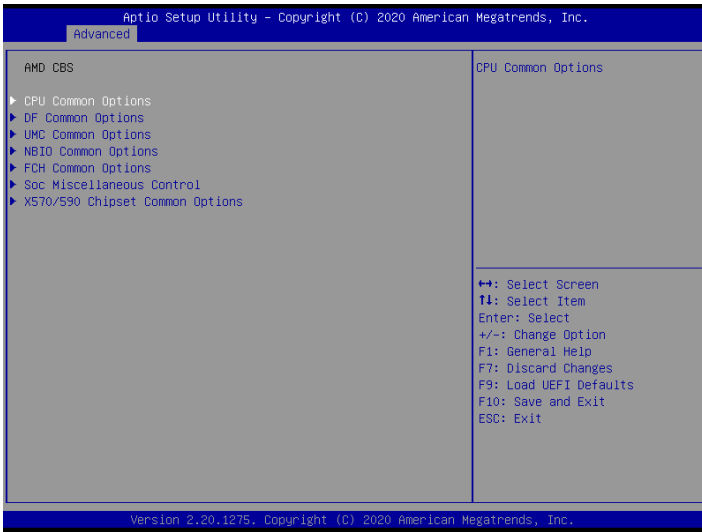 Aptio Setup Utility – Copyright (C) 2020 American Megatrends, Inc.
Advanced
AMD CBS
CPU Common Options
DF Common Options
UMC Common Options
NBIO Common Options
FCH Common Options
Soc Miscellaneous Control
X570/590 Chipset Common Options
CPU Common Options
↔: Select Screen
↑↓: Select Item
Enter: Select
+/-: Change Option
F1: General Help
F7: Discard Changes
F9: Load UEFI Defaults
F10: Save and Exit
ESC: Exit
Version 2.20.1275. Copyright (C) 2020 American Megatrends, Inc.